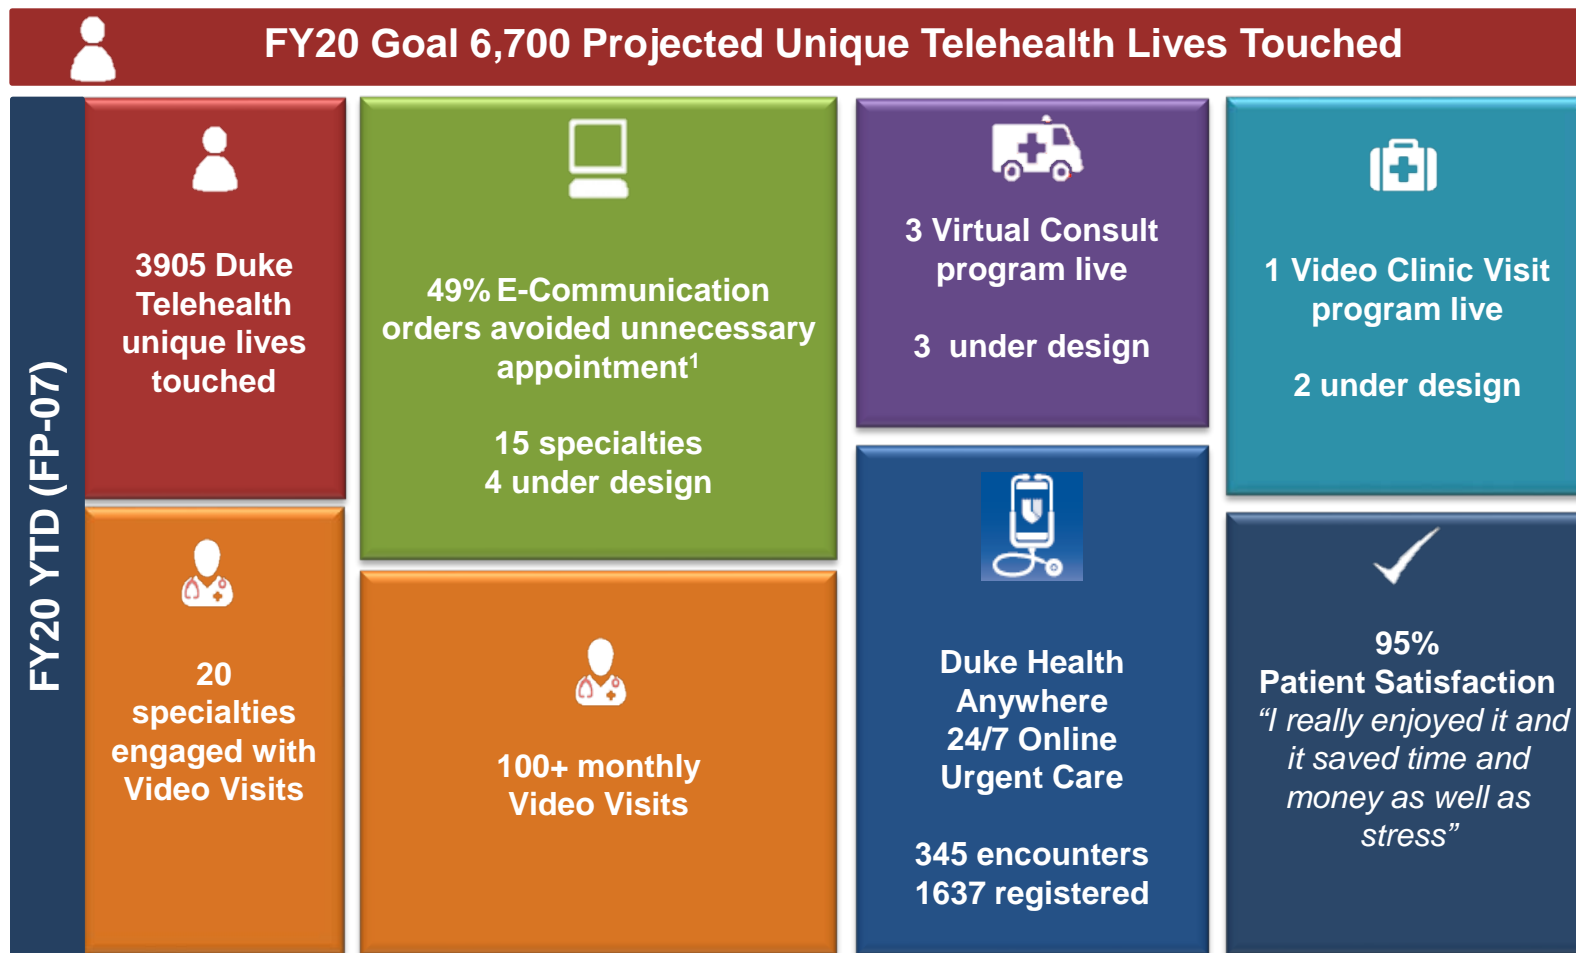 FY20 Goal 6,700 Projected Unique Telehealth Lives Touched
FY20 YTD (FP-07)
3905 Duke
Telehealth
unique lives
touched
49% E-Communication
orders avoided unnecessary
appointment¹
15 specialties
4 under design
3 Virtual Consult
program live
3 under design
1 Video Clinic Visit
program live
2 under design
20
specialties
engaged with
Video Visits
100+ monthly
Video Visits
Duke Health
Anywhere
24/7 Online
Urgent Care
345 encounters
1637 registered
95%
Patient Satisfaction
“I really enjoyed it and
it saved time and
money as well as
stress”